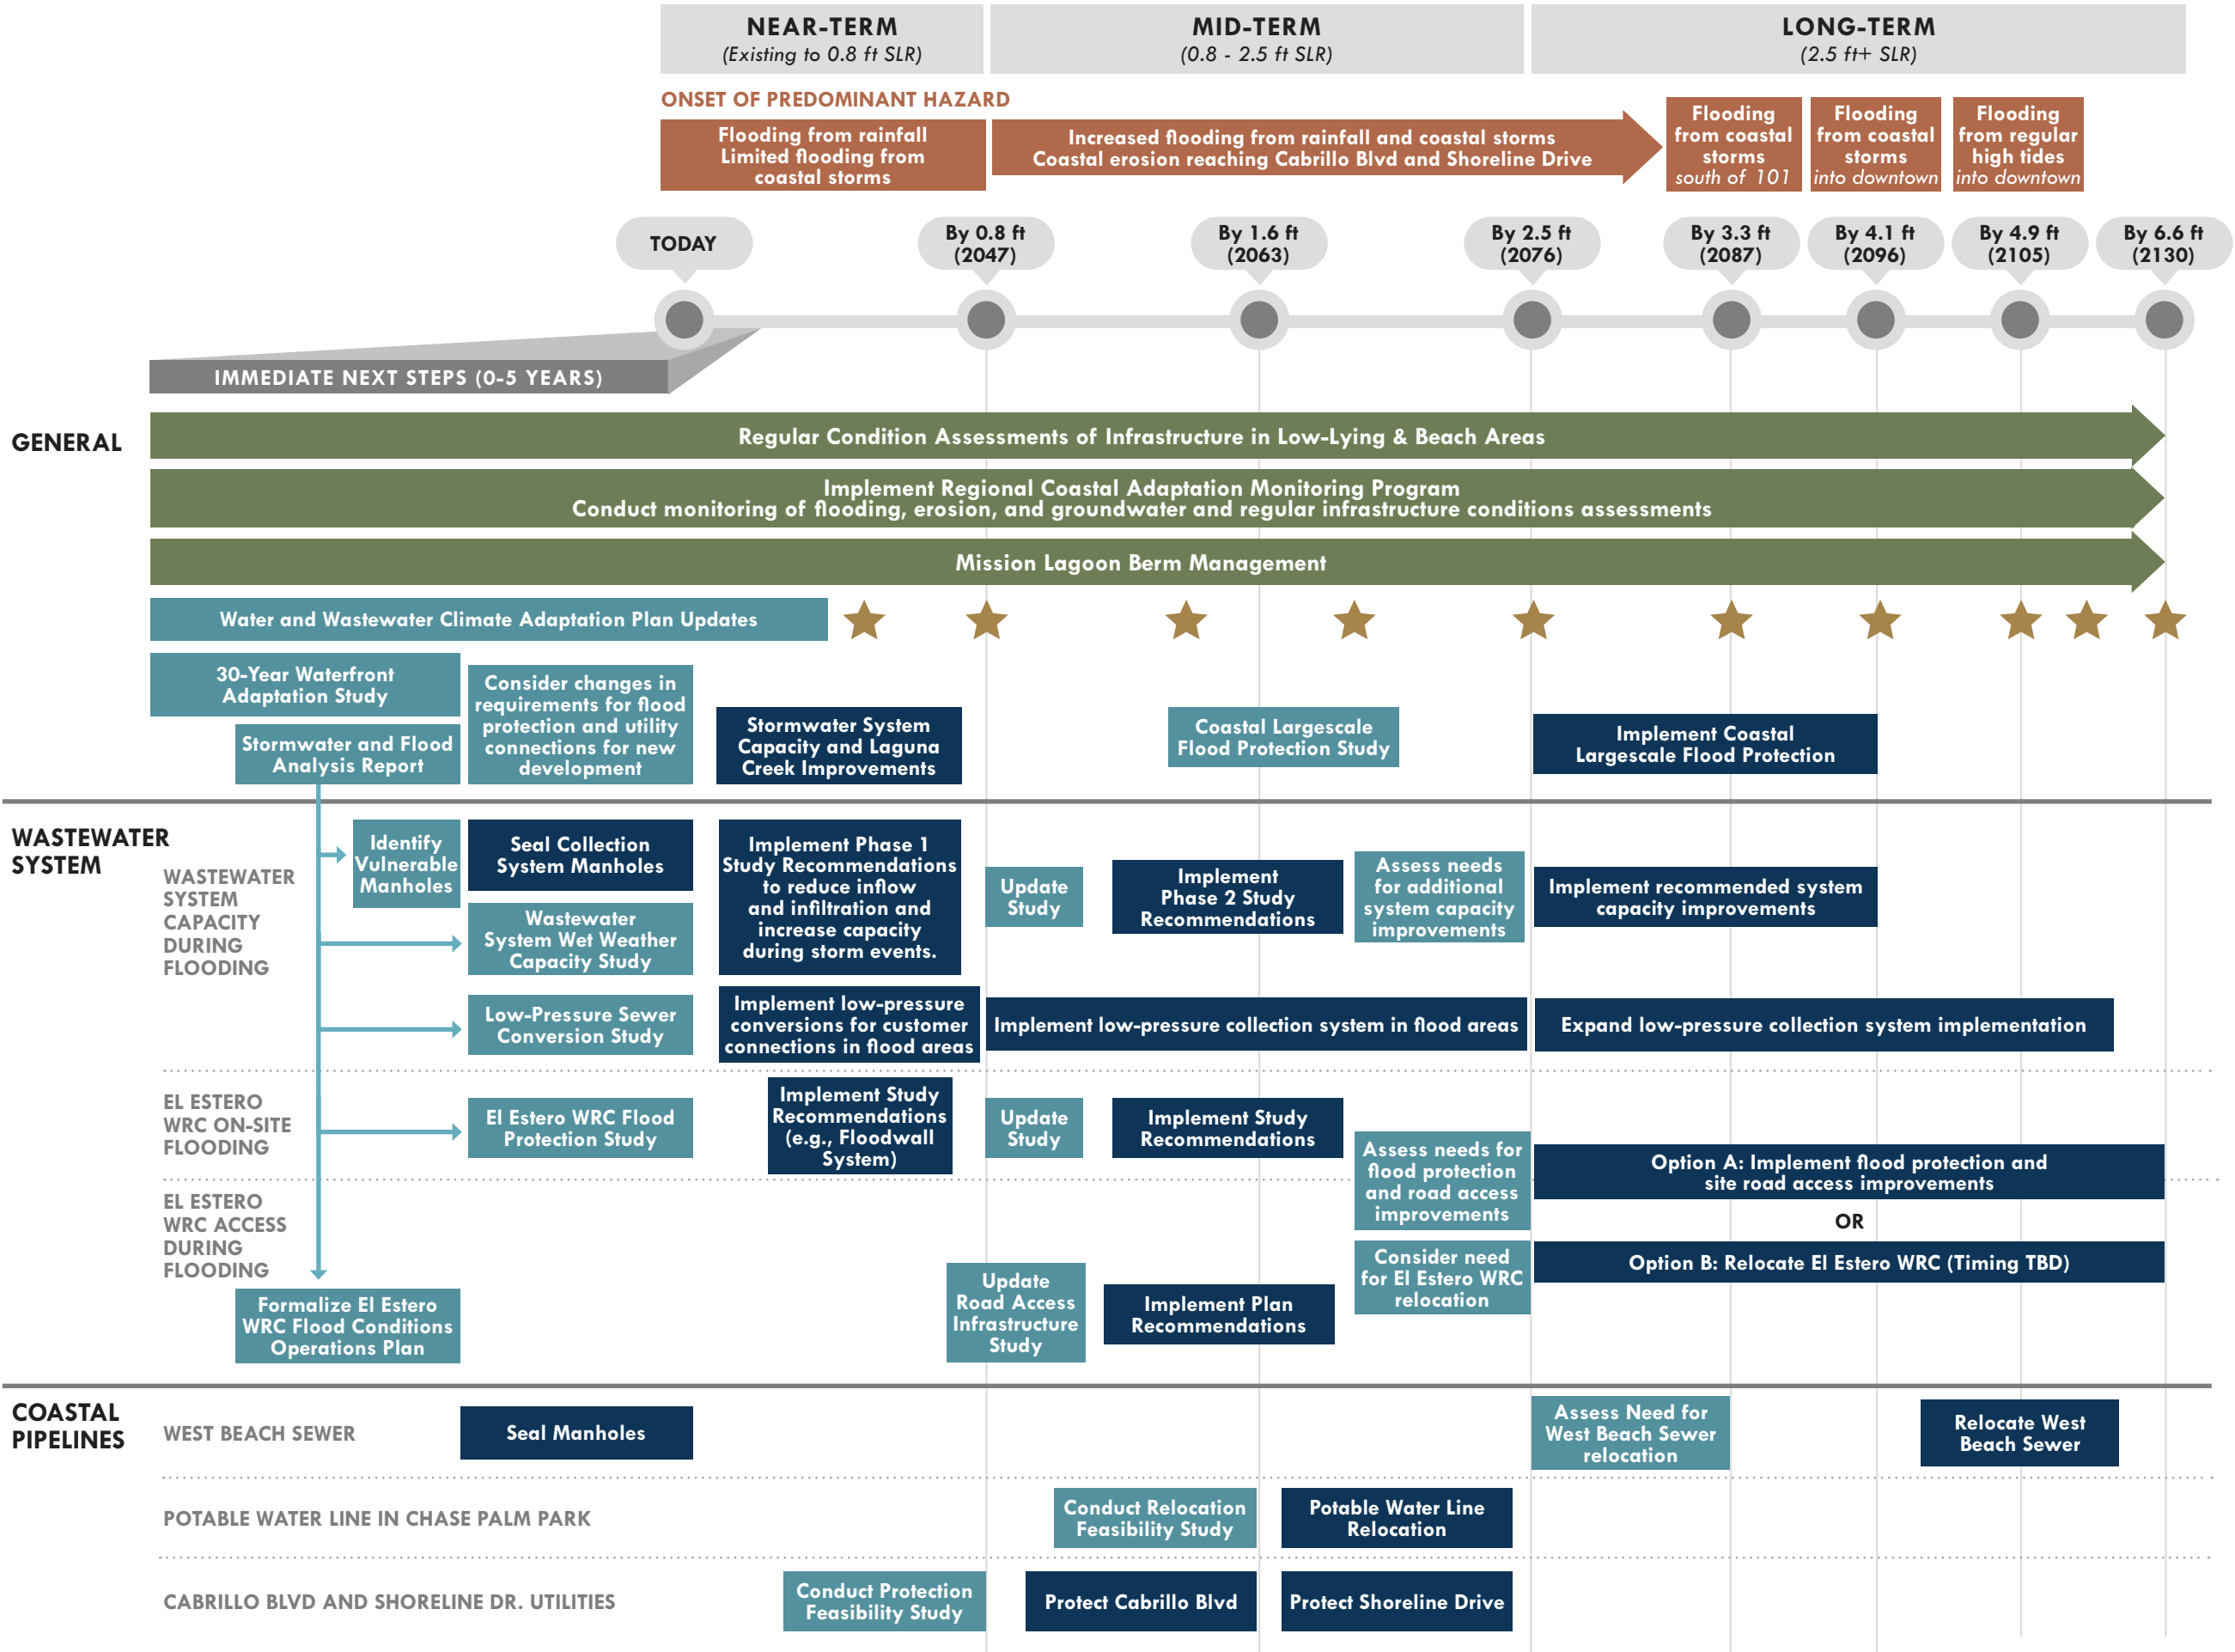 NEAR-TERM
(Existing to 0.8 ft SLR)
MID-TERM
(0.8 - 2.5 ft SLR)
LONG-TERM
(2.5 ft+ SLR)
ONSET OF PREDOMINANT HAZARD
Flooding from rainfall
Limited flooding from
coastal storms
Increased flooding from rainfall and coastal storms
Coastal erosion reaching Cabrillo Blvd and Shoreline Drive
Flooding
from coastal
storms
south of 101
Flooding
from coastal
storms
into downtown
Flooding
from regular
high tides
into downtown
TODAY
By 0.8 ft
(2047)
By 1.6 ft
(2063)
By 2.5 ft
(2076)
By 3.3 ft
(2087)
By 4.1 ft
(2096)
By 4.9 ft
(2105)
By 6.6 ft
(2130)
IMMEDIATE NEXT STEPS (0-5 YEARS)
GENERAL
Regular Condition Assessments of Infrastructure in Low-Lying & Beach Areas
Implement Regional Coastal Adaptation Monitoring Program
Conduct monitoring of flooding, erosion, and groundwater and regular infrastructure conditions assessments
Mission Lagoon Berm Management
Water and Wastewater Climate Adaptation Plan Updates
30-Year Waterfront
Adaptation Study
Stormwater and Flood
Analysis Report
Consider changes in
requirements for flood
protection and utility
connections for new
development
Stormwater System
Capacity and Laguna
Creek Improvements
Coastal Largescale
Flood Protection Study
Implement Coastal
Largescale Flood Protection
WASTEWATER
SYSTEM
WASTEWATER
SYSTEM
CAPACITY
DURING
FLOODING
Identify
Vulnerable
Manholes
Seal Collection
System Manholes
Wastewater
System Wet Weather
Capacity Study
Implement Phase 1
Study Recommendations
to reduce inflow
and infiltration and
increase capacity
during storm events.
Update
Study
Implement
Phase 2 Study
Recommendations
Assess needs
for additional
system capacity
improvements
Implement recommended system
capacity improvements
Low-Pressure Sewer
Conversion Study
Implement low-pressure
conversions for customer
connections in flood areas
Implement low-pressure collection system in flood areas
Expand low-pressure collection system implementation
EL ESTERO
WRC ON-SITE
FLOODING
El Estero WRC Flood
Protection Study
Implement Study
Recommendations
(e.g., Floodwall
System)
Update
Study
Implement Study
Recommendations
Assess needs for
flood protection
and road access
improvements
Option A: Implement flood protection and
site road access improvements
OR
EL ESTERO
WRC ACCESS
DURING
FLOODING
Formalize El Estero
WRC Flood Conditions
Operations Plan
Update
Road Access
Infrastructure
Study
Implement Plan
Recommendations
Consider need
for El Estero WRC
relocation
Option B: Relocate El Estero WRC (Timing TBD)
COASTAL
PIPELINES
WEST BEACH SEWER
Seal Manholes
Assess Need for
West Beach Sewer
relocation
Relocate West
Beach Sewer
POTABLE WATER LINE IN CHASE PALM PARK
Conduct Relocation
Feasibility Study
Potable Water Line
Relocation
CABRILLO BLVD AND SHORELINE DR. UTILITIES
Conduct Protection
Feasibility Study
Protect Cabrillo Blvd
Protect Shoreline Drive